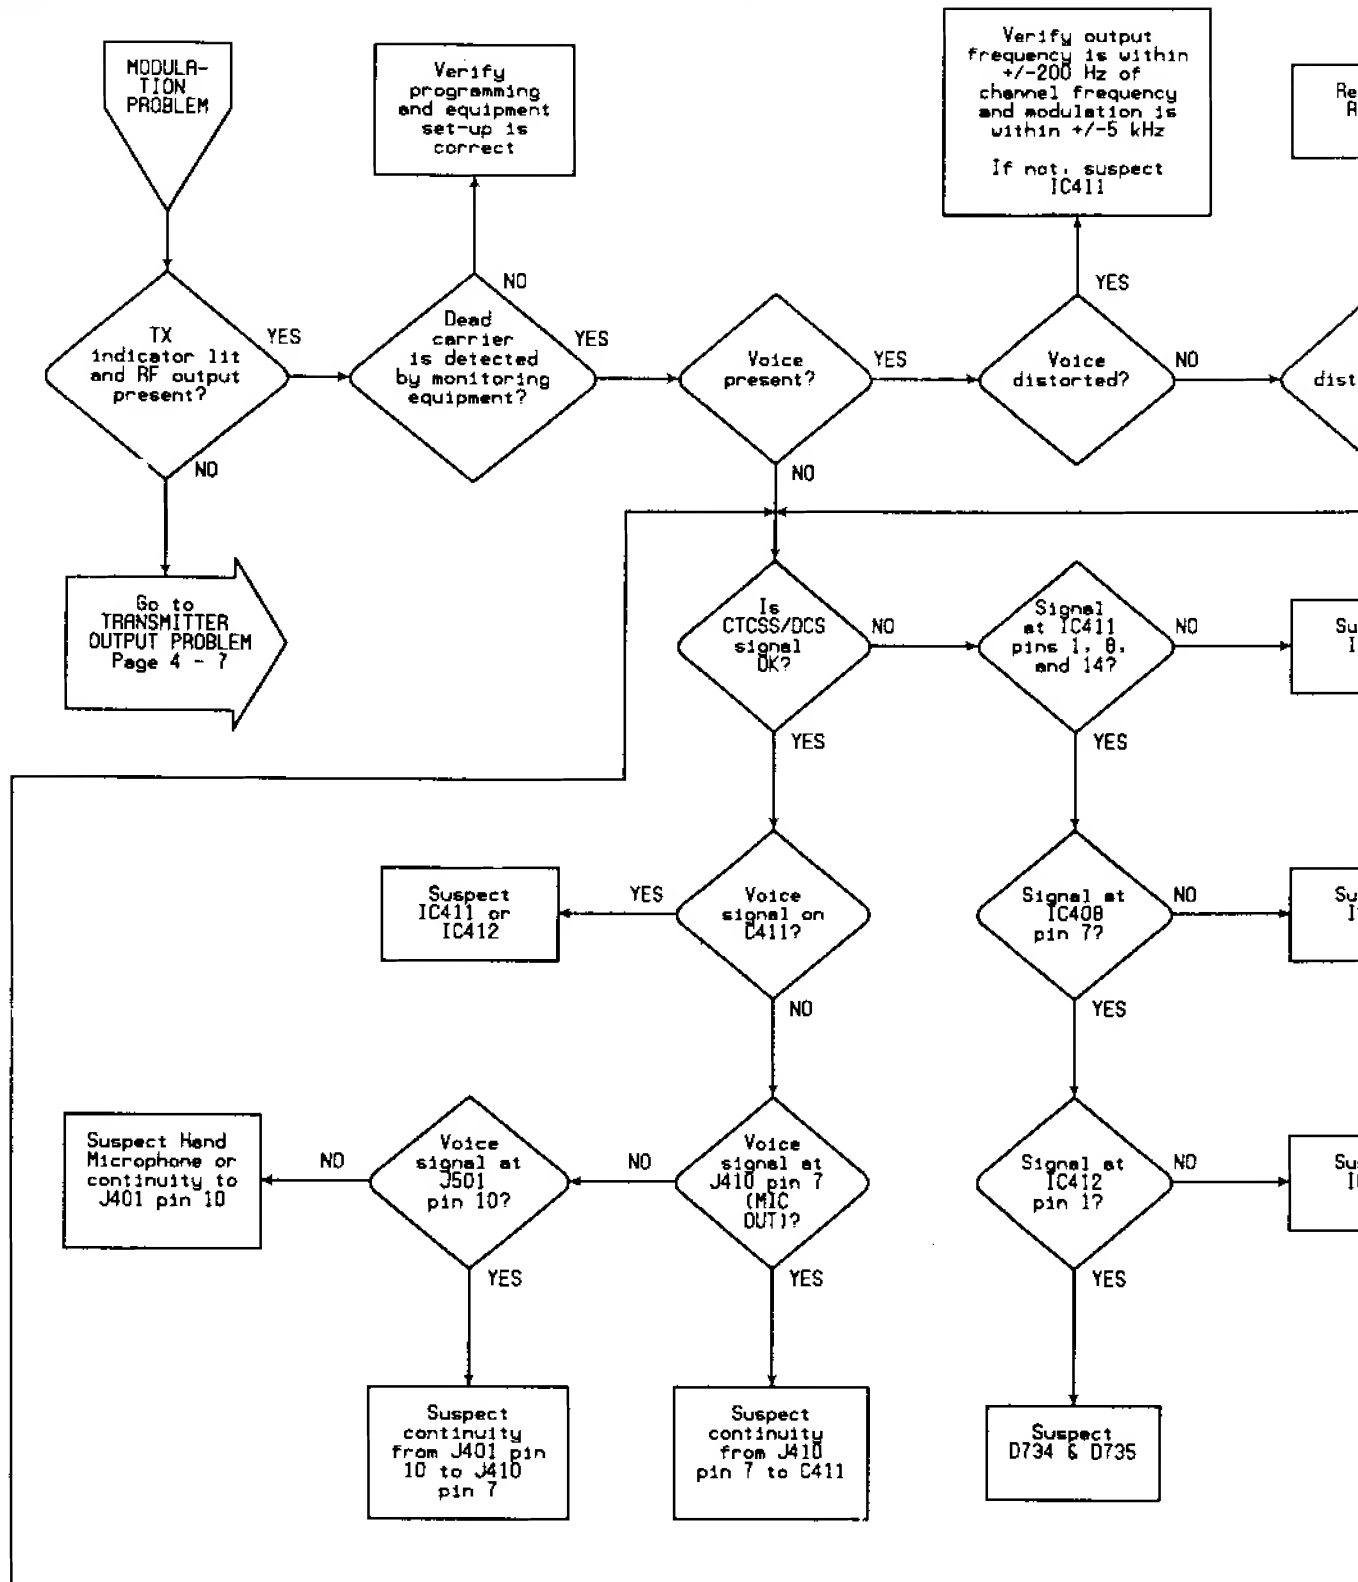 MODULA-
TION
PROBLEM
Verify
programming
and equipment
set-up is
correct
Verify output
frequency is within
+/-200 Hz of
channel frequency
and modulation is
within +/-5 kHz
If not, suspect
IC411
Re
R
TX
indicator lit
and RF output
present?
YES
NO
Dead
carrier
is detected
by monitoring
equipment?
NO
YES
Voice
present?
YES
NO
Voice
distorted?
YES
NO
dist
Go to
TRANSMITTER
OUTPUT PROBLEM
Page 4 - 7
Is
CTCSS/DCS
signal
OK?
NO
YES
Signal
at IC411
pins 1, 8,
and 14?
NO
YES
Su
I
Suspect
IC411 or
IC412
YES
Voice
signal on
C411?
NO
Signal at
IC408
pin 7?
NO
YES
Su
I
Suspect Hand
Microphone or
continuity to
J401 pin 10
NO
Voice
signal at
J501
pin 10?
YES
NO
Voice
signal at
J410 pin 7
(MIC
OUT)?
YES
Signal at
IC412
pin 1?
NO
YES
Su
I
Suspect
continuity
from J401 pin
10 to J410
pin 7
Suspect
continuity
from J410
pin 7 to C411
Suspect
D734 & D735